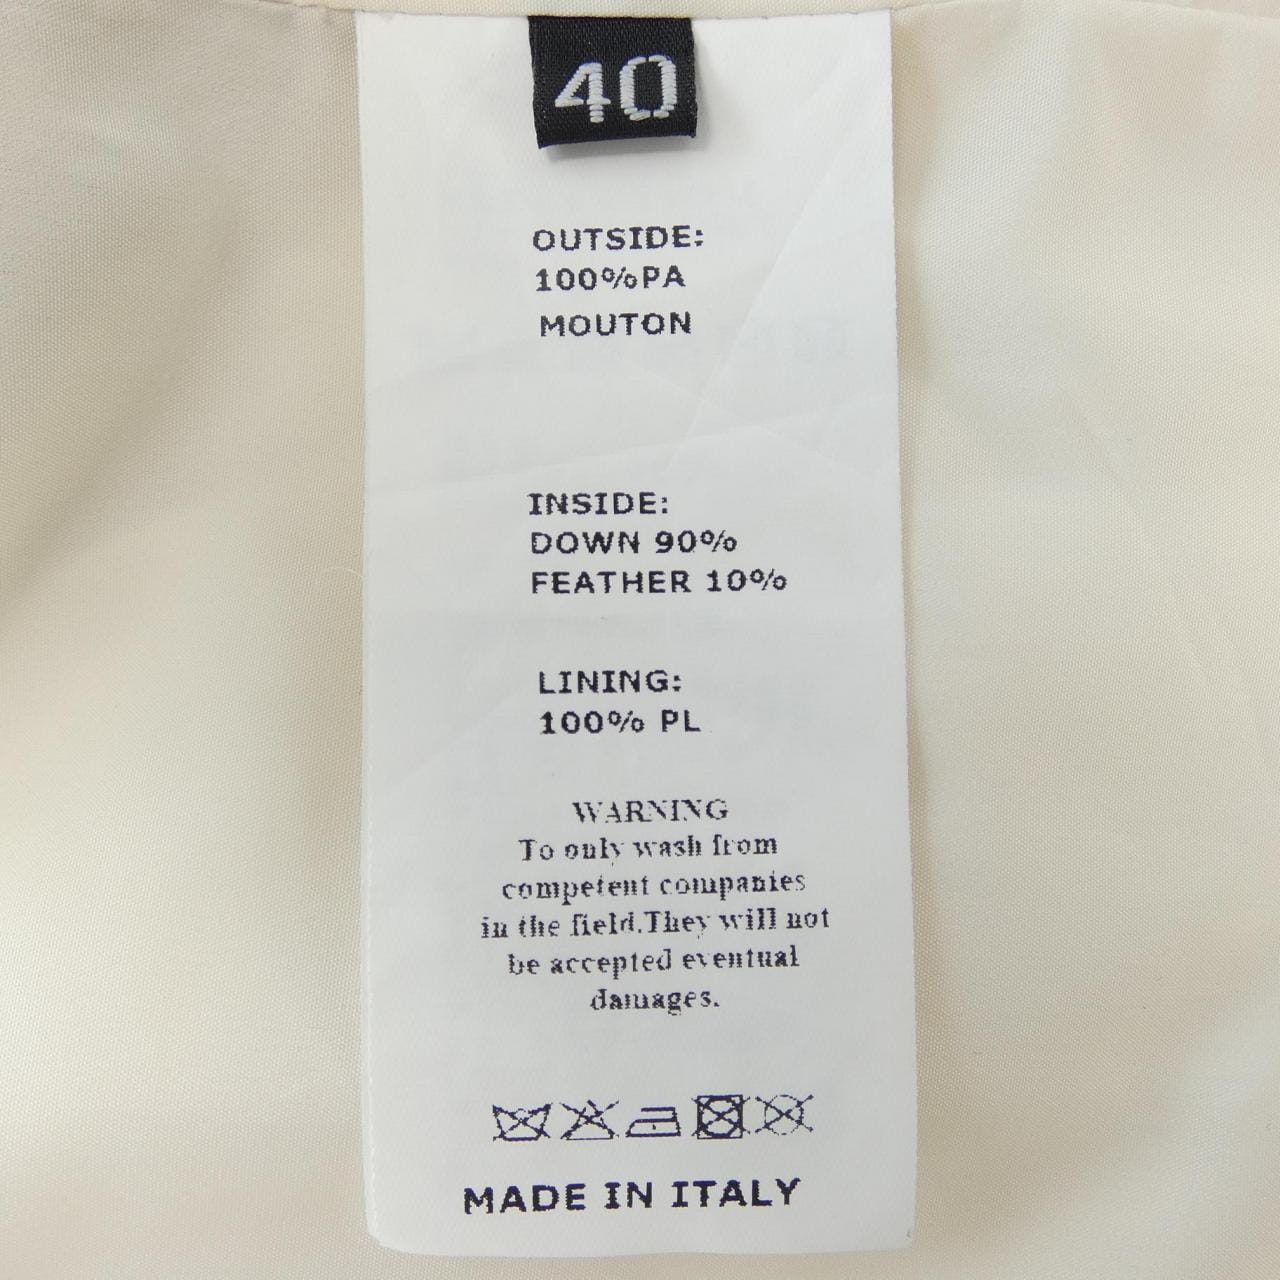 40
OUTSIDE:
100%PA
MOUTON
INSIDE:
DOWN 90%
FEATHER 10%
LINING:
100% PL
WARNING
To only wash from
competent companies
in the field.They will not
be accepted eventual
damages.
MADE IN ITALY